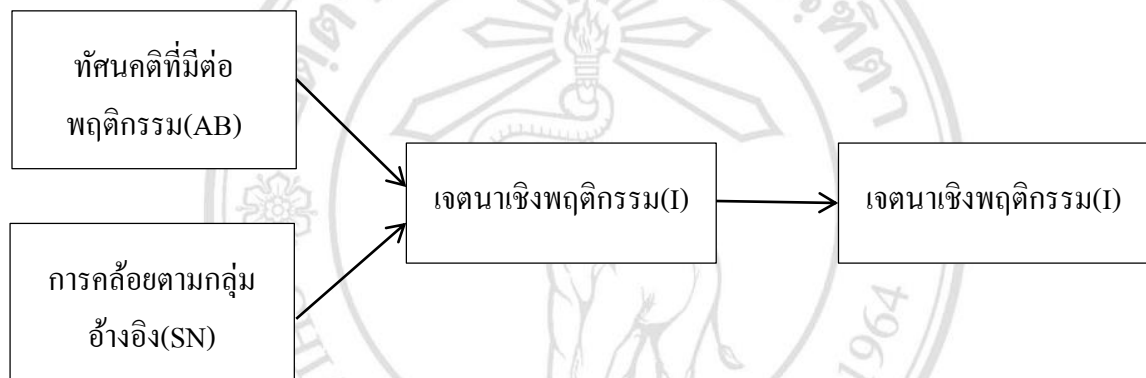 ทัศนคติที่มีต่อ
พฤติกรรม(AB)
เจตนาเชิงพฤติกรรม(I)
เจตนาเชิงพฤติกรรม(I)
การคล้อยตามกลุ่ม
อ้างอิง(SN)
1964